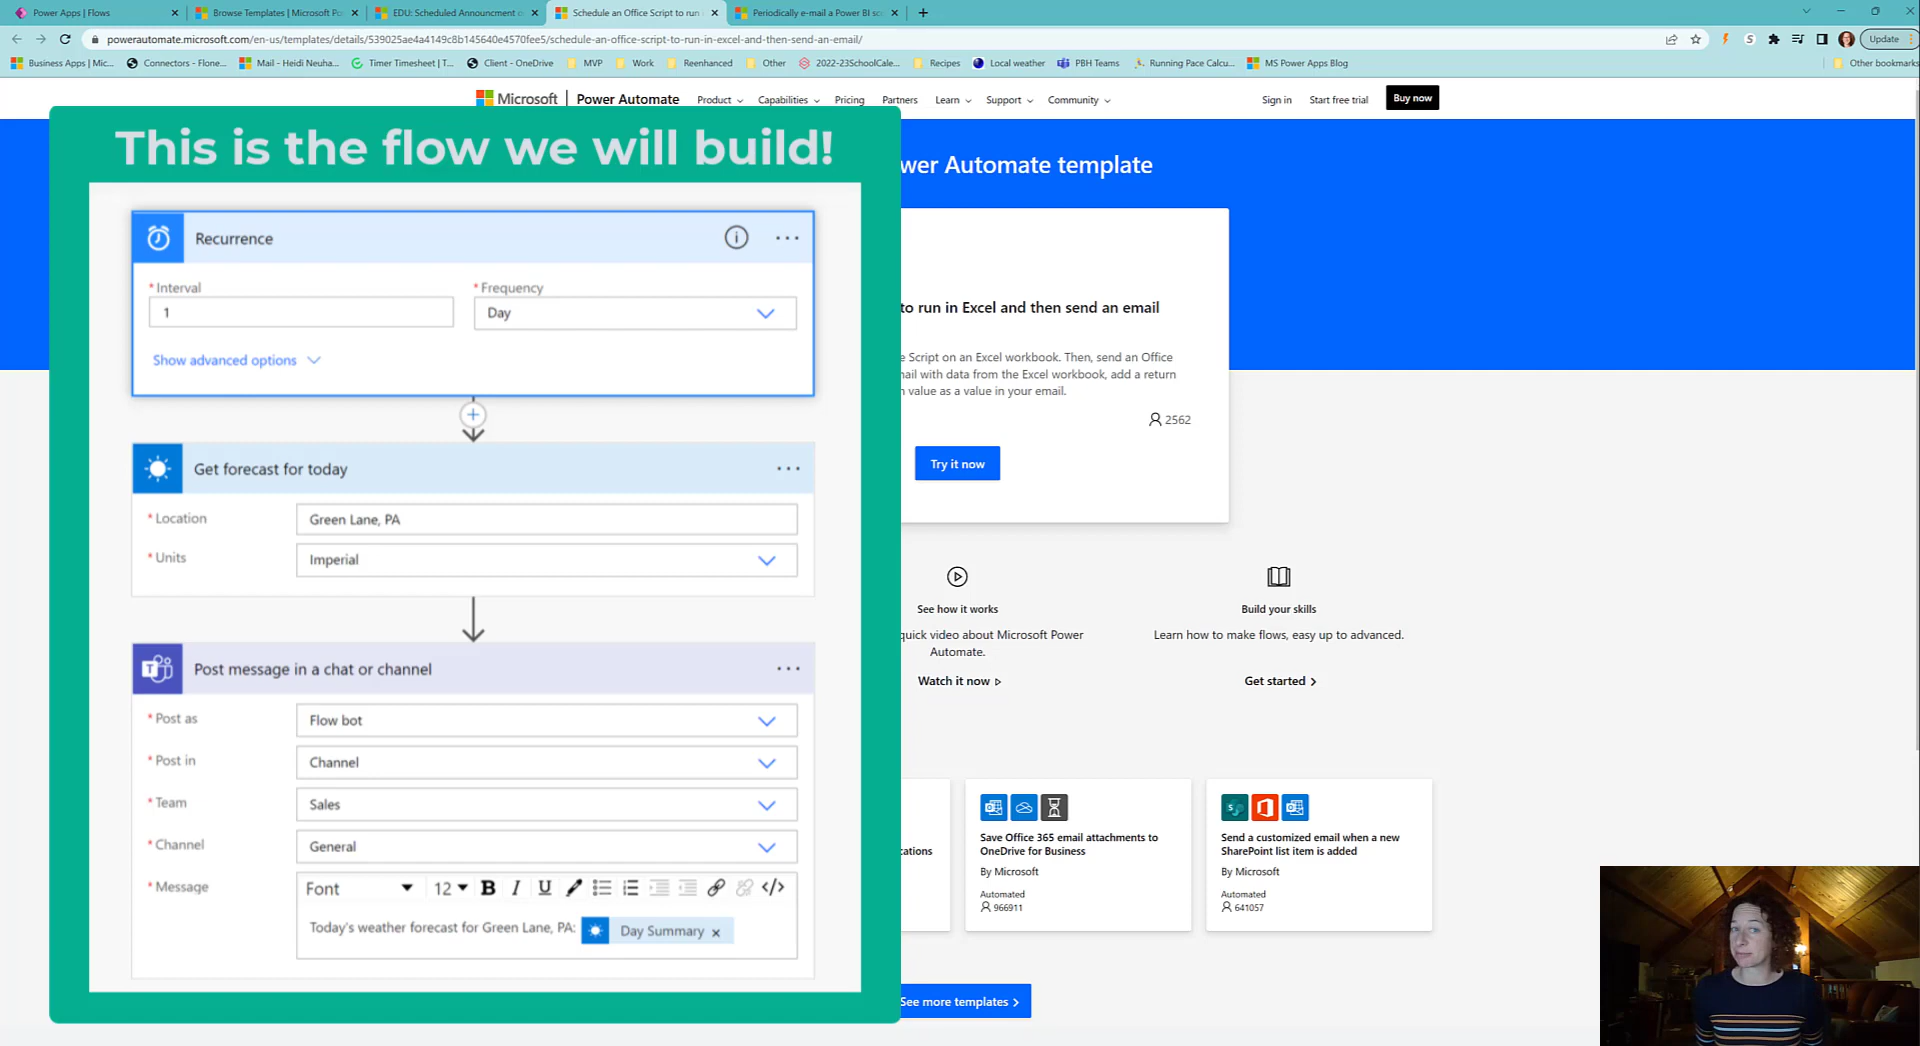 Power Apps | Flows
Browse Templates | Microsoft Po
EDU: Scheduled Announcment o
Schedule an Office Script to run
Periodically e-mail a Power BI sc
powerautomate.microsoft.com/en-us/templates/details/539025ae4a4149c8b145640e4570fee5/schedule-an-office-script-to-run-in-excel-and-then-send-an-email/
Update
Business Apps | Mic...
Connectors - Flone...
Mail - Heidi Neuha...
Timer Timesheet | T...
Client - OneDrive
MVP
Work
Reenhanced
Other
2022-23SchoolCale...
Recipes
Local weather
PBH Teams
Running Pace Calcu...
MS Power Apps Blog
Other bookmarks
Microsoft
Power Automate
Product
Capabilities
Pricing
Partners
Learn
Support
Community
Sign in
Start free trial
Buy now
This is the flow we will build!
wer Automate template
Recurrence
* Interval
* Frequency
1
Day
Show advanced options
Get forecast for today
* Location
Green Lane, PA
* Units
Imperial
Post message in a chat or channel
* Post as
Flow bot
* Post in
Channel
* Team
Sales
* Channel
General
* Message
Font
12
B I U
</>
Today's weather forecast for Green Lane, PA:
Day Summary x
to run in Excel and then send an email
e Script on an Excel workbook. Then, send an Office
nail with data from the Excel workbook, add a return
n value as a value in your email.
2562
Try it now
See how it works
quick video about Microsoft Power
Automate.
Watch it now
Build your skills
Learn how to make flows, easy up to advanced.
Get started
Save Office 365 email attachments to
OneDrive for Business
By Microsoft
Automated
966911
Send a customized email when a new
SharePoint list item is added
By Microsoft
Automated
641057
See more templates